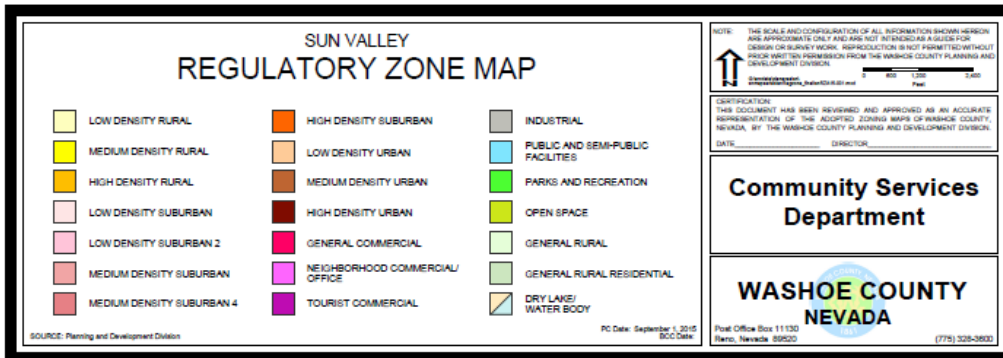 SUN VALLEY
REGULATORY ZONE MAP
LOW DENSITY RURAL
MEDIUM DENSITY RURAL
HIGH DENSITY RURAL
LOW DENSITY SUBURBAN
LOW DENSITY SUBURBAN 2
MEDIUM DENSITY SUBURBAN
MEDIUM DENSITY SUBURBAN 4
HIGH DENSITY SUBURBAN
LOW DENSITY URBAN
MEDIUM DENSITY URBAN
HIGH DENSITY URBAN
GENERAL COMMERCIAL
NEIGHBORHOOD COMMERCIAL/
OFFICE
TOURIST COMMERCIAL
INDUSTRIAL
PUBLIC AND SEMI-PUBLIC
FACILITIES
PARKS AND RECREATION
OPEN SPACE
GENERAL RURAL
GENERAL RURAL RESIDENTIAL
DRY LAKE/
WATER BODY
SOURCE: Planning and Development Division
PC Date: September 1, 2015
BCC Date:
NOTE: THE SCALE AND CONFIGURATION OF ALL INFORMATION SHOWN HEREON
ARE APPROXIMATE ONLY AND ARE NOT INTENDED AS A GUIDE FOR
DESIGN OR SURVEY WORK. REPRODUCTION IS NOT PERMITTED WITHOUT
PRIOR WRITTEN PERMISSION FROM THE WASHOE COUNTY PLANNING AND
DEVELOPMENT DIVISION.
0 600 1,200 2,400
Feet
CERTIFICATION:
THIS DOCUMENT HAS BEEN REVIEWED AND APPROVED AS AN ACCURATE
REPRESENTATION OF THE ADOPTED ZONING MAPS OF WASHOE COUNTY,
NEVADA, BY THE WASHOE COUNTY PLANNING AND DEVELOPMENT DIVISION.
DATE DIRECTOR
Community Services
Department
WASHOE COUNTY
NEVADA
Post Office Box 11130
Reno, Nevada 89520
(775) 328-3600